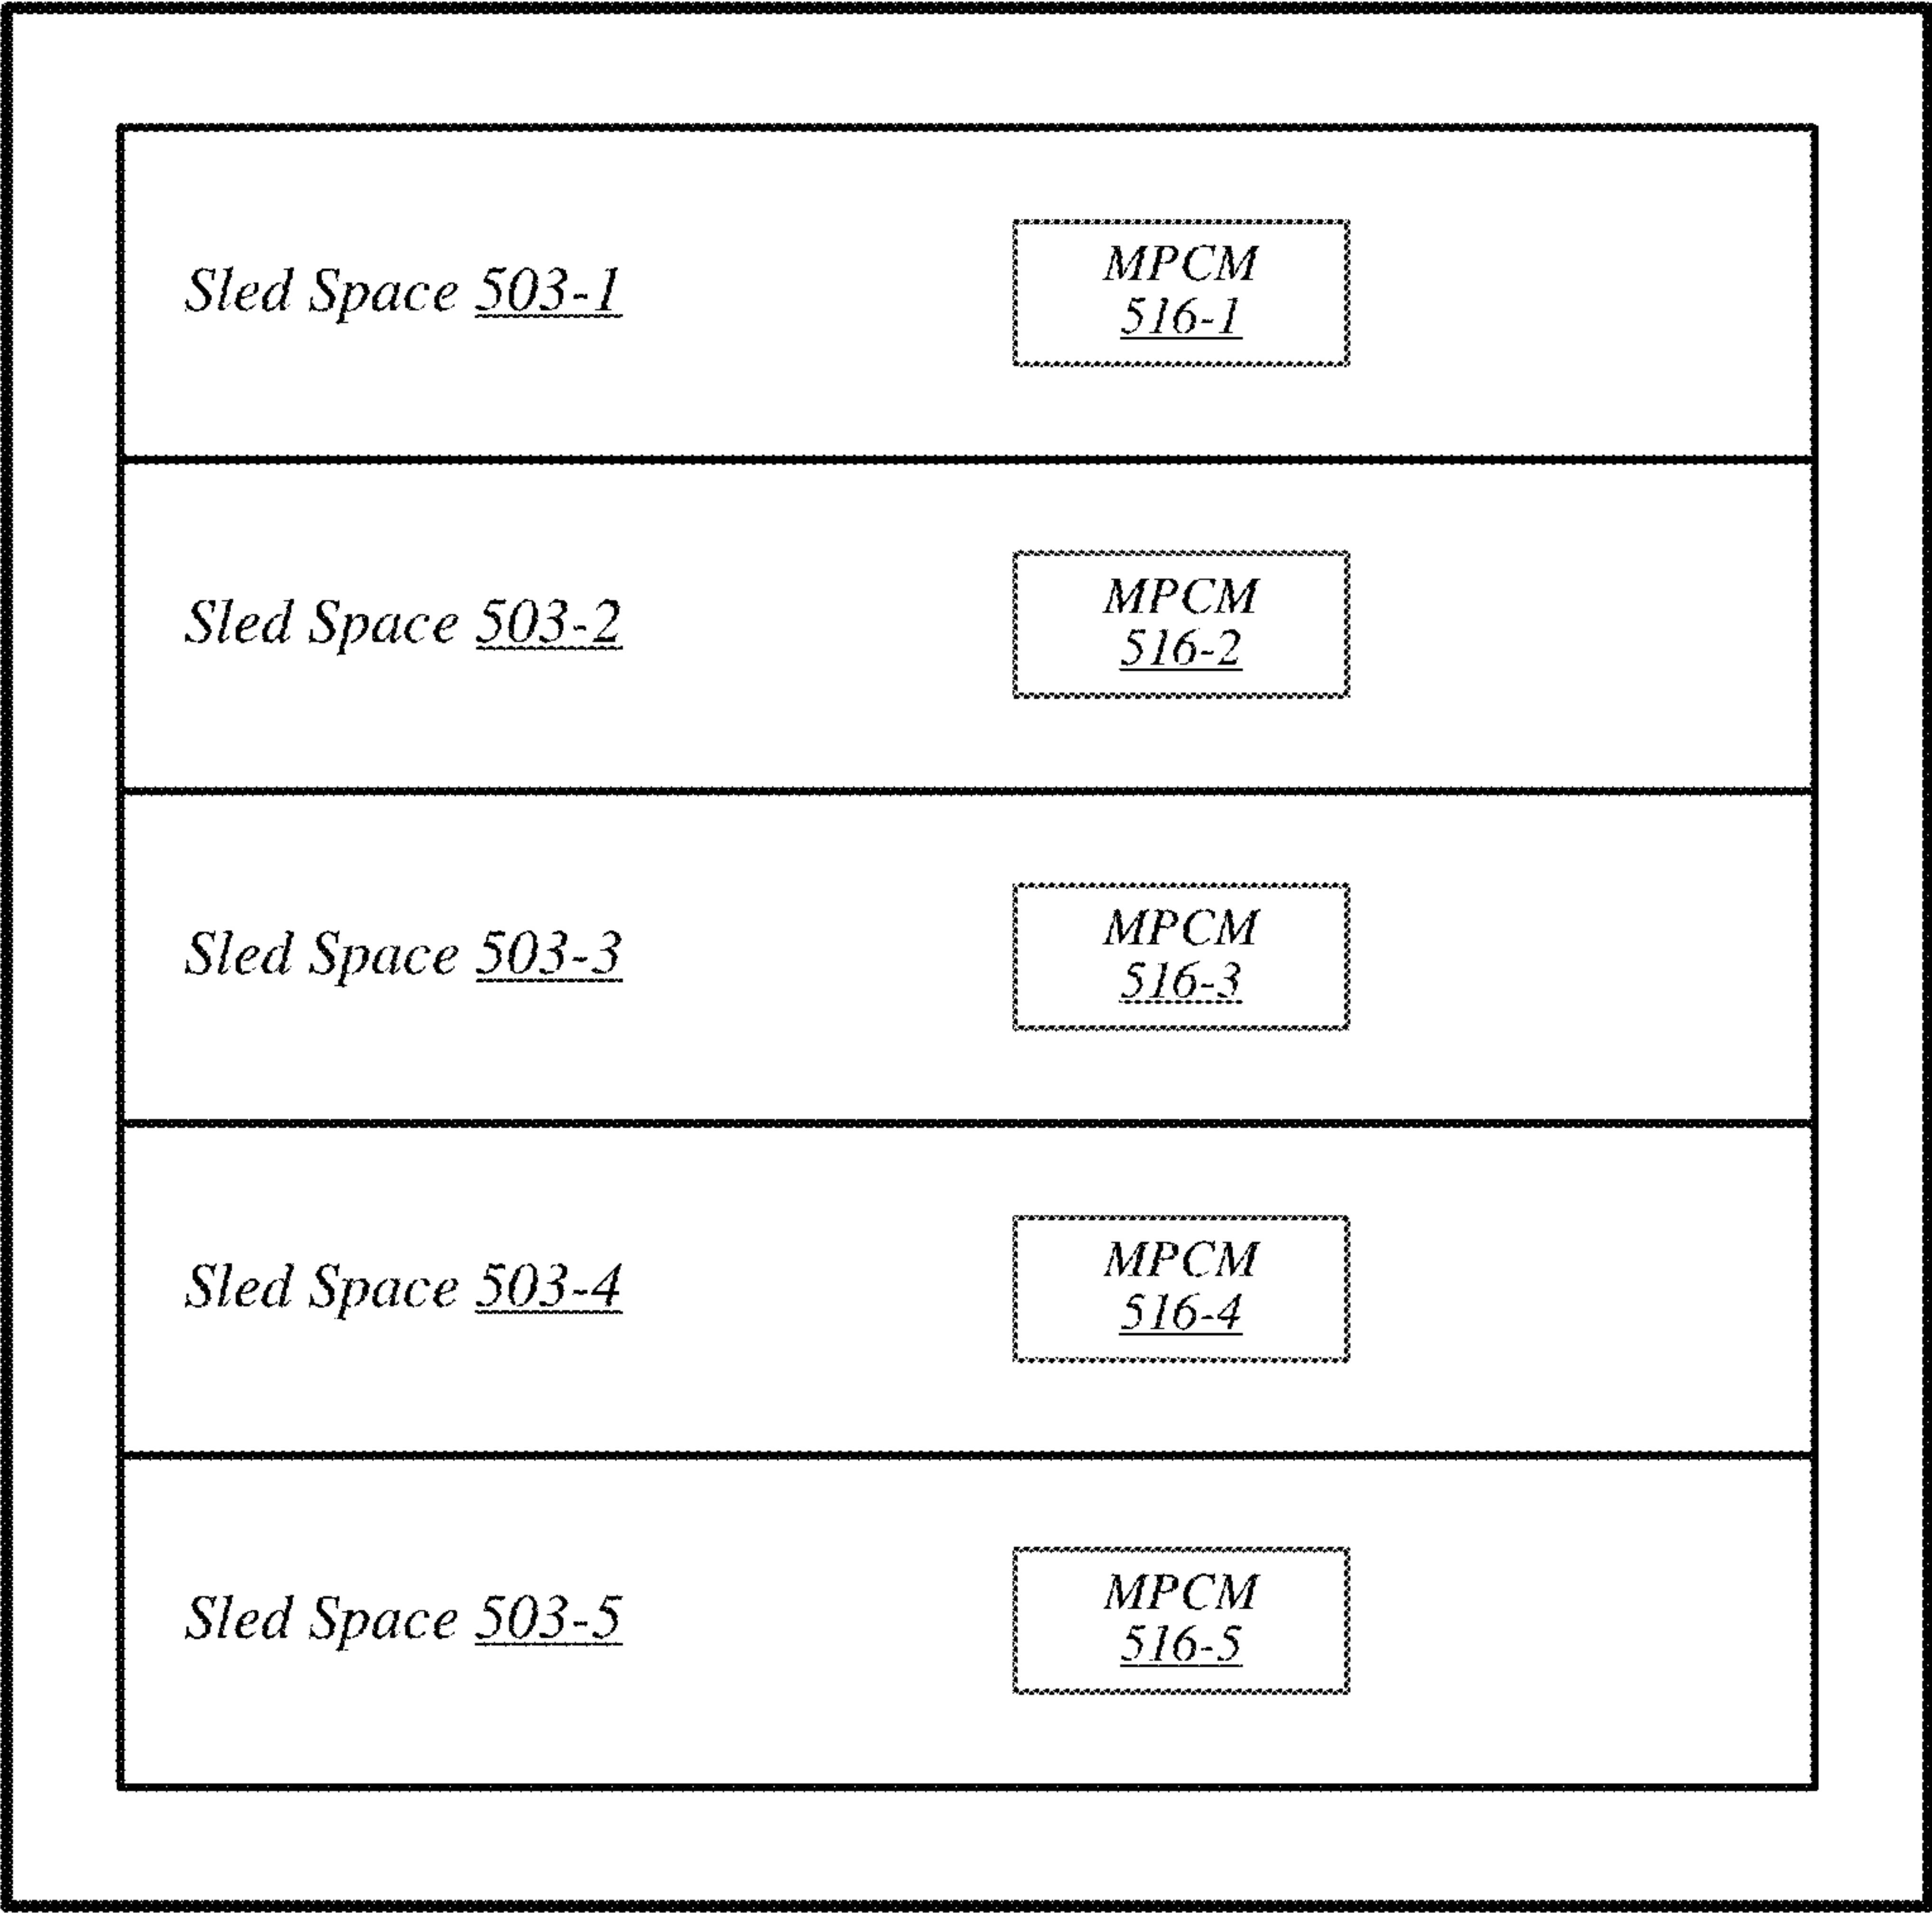 Sled Space 503-1
MPCM
516-1
Sled Space 503-2
MPCM
516-2
Sled Space 503-3
MPCM
516-3
Sled Space 503-4
MPCM
516-4
Sled Space 503-5
MPCM
516-5